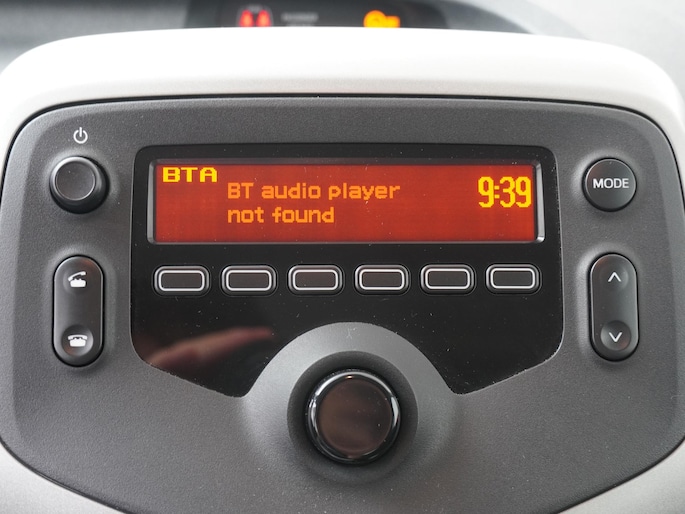 BTA
BT audio player
not found
9:39
MODE